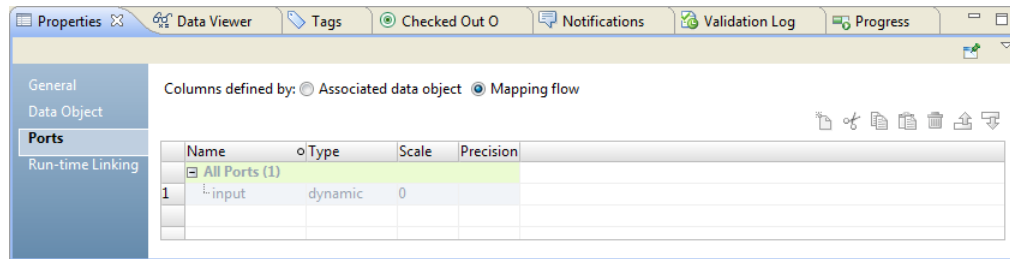 Properties Data Viewer Tags Checked Out O Notifications Validation Log Progress
General
Data Object
Ports
Run-time Linking
Columns defined by: Associated data object Mapping flow
Name Type Scale Precision
All Ports (1)
1 input dynamic 0